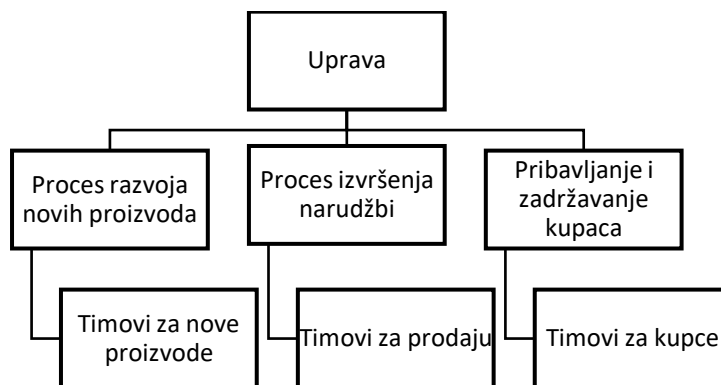 Uprava
Proces razvoja
novih proizvoda
Proces izvršenja
narudžbi
Pribavljanje i
zadržavanje
kupaca
Timovi za nove
proizvode
Timovi za prodaju
Timovi za kupce